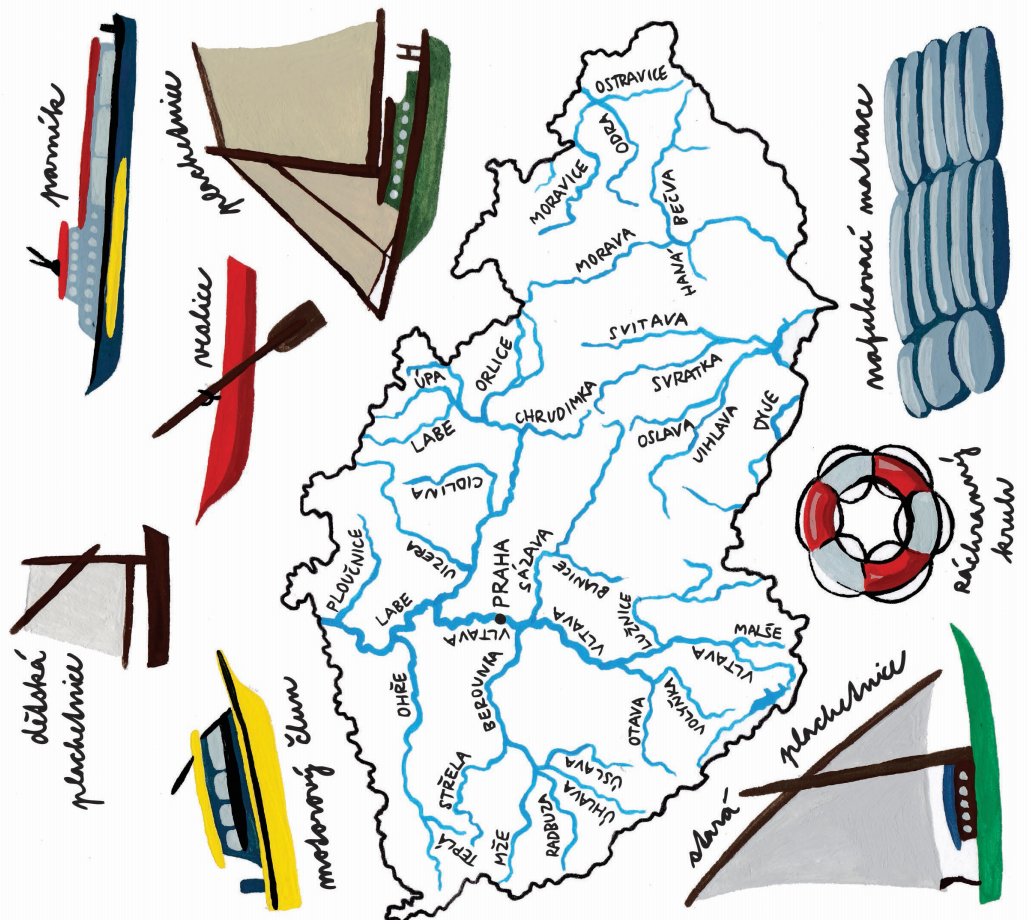 motorový člun
dětská
plachetnice
veslice
parník
plachetnice
PLOUČNICE
LABE
JIZERA
CIDLINA
LABE
ÚPA
ORLICE
CHRUDIMKA
OHŘE
VLTAVA
PRAHA
SÁZAVA
BLANICE
TEPLÁ
STŘELA
MŽE
BEROUNKA
RADBUZA
ÚHLAVA
ÚSLAVA
OTAVA
VOLYŇKA
VLTAVA
LUŽNICE
VLTAVA
MALŠE
OSLAVA
JIHLAVA
DYJE
SVRATKA
SVITAVA
MORAVA
HANÁ
BEČVA
MORAVICE
ODRA
OSTRAVICE
stará plachetnice
záchranný
kruh
nafukovací matrace